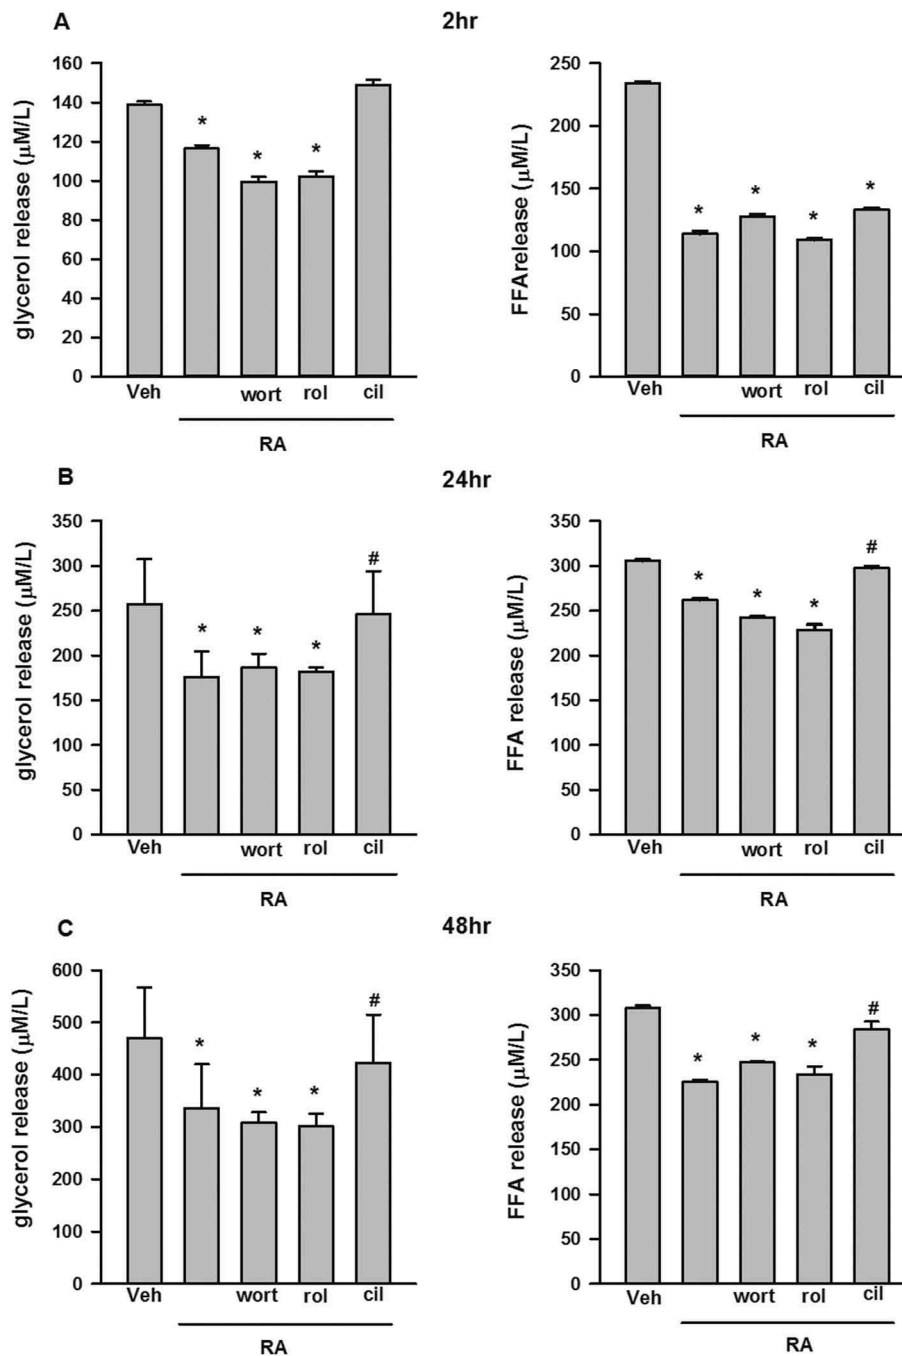 A
2hr
glycerol release (µM/L)
160
140
120
100
80
60
40
20
0
*
*
*
Veh
wort
rol
cil
RA
FFArelease (µM/L)
250
200
150
100
50
0
*
*
*
*
Veh
wort
rol
cil
RA
B
24hr
glycerol release (µM/L)
350
300
250
200
150
100
50
0
*
*
*
#
Veh
wort
rol
cil
RA
FFA release (µM/L)
350
300
250
200
150
100
50
0
*
*
*
#
Veh
wort
rol
cil
RA
C
48hr
glycerol release (µM/L)
600
500
400
300
200
100
0
*
*
*
#
Veh
wort
rol
cil
RA
FFA release (µM/L)
350
300
250
200
150
100
50
0
*
*
*
#
Veh
wort
rol
cil
RA